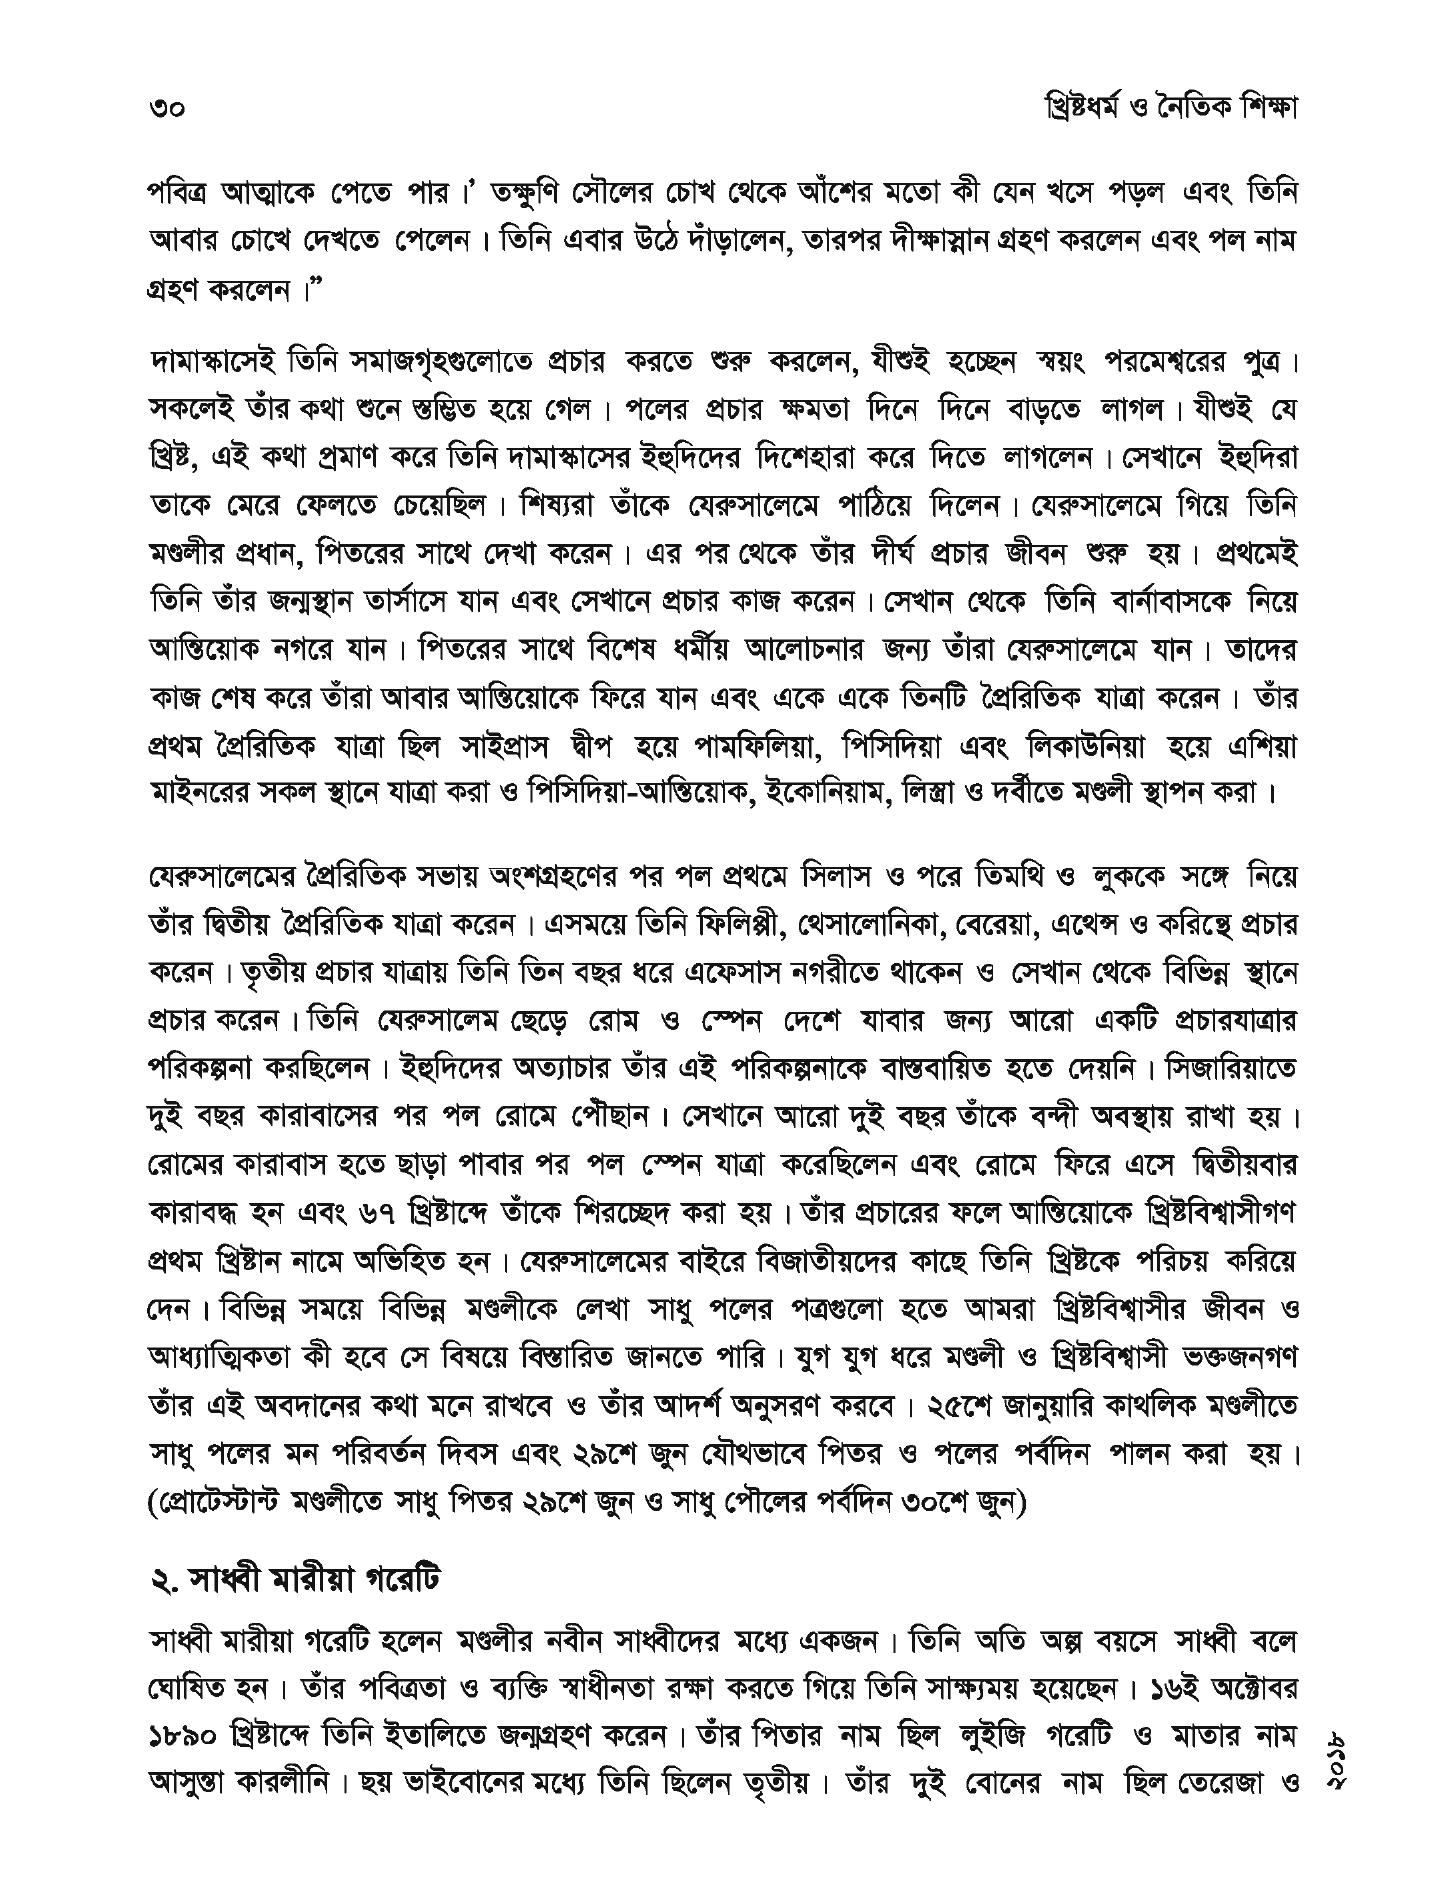 ৩০
খ্রিষ্টধর্ম ও নৈতিক শিক্ষা
পবিত্র আত্মাকে পেতে পার।’ তক্ষুণি সৌলের চোখ থেকে আঁশের মতো কী যেন খসে পড়ল এবং তিনি
আবার চোখে দেখতে পেলেন। তিনি এবার উঠে দাঁড়ালেন, তারপর দীক্ষাস্নান গ্রহণ করলেন এবং পল নাম
গ্রহণ করলেন।”
দামাস্কাসেই তিনি সমাজগৃহগুলোতে প্রচার করতে শুরু করলেন, যীশুই হচ্ছেন স্বয়ং পরমেশ্বরের পুত্র।
সকলেই তাঁর কথা শুনে স্তম্ভিত হয়ে গেল। পলের প্রচার ক্ষমতা দিনে দিনে বাড়তে লাগল। যীশুই যে
খ্রিষ্ট, এই কথা প্রমাণ করে তিনি দামাস্কাসের ইহুদিদের দিশেহারা করে দিতে লাগলেন। সেখানে ইহুদিরা
তাকে মেরে ফেলতে চেয়েছিল। শিষ্যরা তাঁকে যেরুসালেমে পাঠিয়ে দিলেন। যেরুসালেমে গিয়ে তিনি
মণ্ডলীর প্রধান, পিতরের সাথে দেখা করেন। এর পর থেকে তাঁর দীর্ঘ প্রচার জীবন শুরু হয়। প্রথমেই
তিনি তাঁর জন্মস্থান তার্সাসে যান এবং সেখানে প্রচার কাজ করেন। সেখান থেকে তিনি বার্নাবাসকে নিয়ে
আন্তিয়োক নগরে যান। পিতরের সাথে বিশেষ ধর্মীয় আলোচনার জন্য তাঁরা যেরুসালেমে যান। তাদের
কাজ শেষ করে তাঁরা আবার আন্তিয়োকে ফিরে যান এবং একে একে তিনটি প্রৈরিতিক যাত্রা করেন। তাঁর
প্রথম প্রৈরিতিক যাত্রা ছিল সাইপ্রাস দ্বীপ হয়ে পামফিলিয়া, পিসিদিয়া এবং লিকাউনিয়া হয়ে এশিয়া
মাইনরের সকল স্থানে যাত্রা করা ও পিসিদিয়া-আন্তিয়োক, ইকোনিয়াম, লিস্ত্রা ও দর্বীতে মণ্ডলী স্থাপন করা।
যেরুসালেমের প্রৈরিতিক সভায় অংশগ্রহণের পর পল প্রথমে সিলাস ও পরে তিমথি ও লুককে সঙ্গে নিয়ে
তাঁর দ্বিতীয় প্রৈরিতিক যাত্রা করেন। এসময়ে তিনি ফিলিপ্পী, থেসালোনিকা, বেরেয়া, এথেন্স ও করিন্থে প্রচার
করেন। তৃতীয় প্রচার যাত্রায় তিনি তিন বছর ধরে এফেসাস নগরীতে থাকেন ও সেখান থেকে বিভিন্ন স্থানে
প্রচার করেন। তিনি যেরুসালেম ছেড়ে রোম ও স্পেন দেশে যাবার জন্য আরো একটি প্রচারযাত্রার
পরিকল্পনা করছিলেন। ইহুদিদের অত্যাচার তাঁর এই পরিকল্পনাকে বাস্তবায়িত হতে দেয়নি। সিজারিয়াতে
দুই বছর কারাবাসের পর পল রোমে পৌঁছান। সেখানে আরো দুই বছর তাঁকে বন্দী অবস্থায় রাখা হয়।
রোমের কারাবাস হতে ছাড়া পাবার পর পল স্পেন যাত্রা করেছিলেন এবং রোমে ফিরে এসে দ্বিতীয়বার
কারাবদ্ধ হন এবং ৬৭ খ্রিষ্টাব্দে তাঁকে শিরচ্ছেদ করা হয়। তাঁর প্রচারের ফলে আন্তিয়োকে খ্রিষ্টবিশ্বাসীগণ
প্রথম খ্রিষ্টান নামে অভিহিত হন। যেরুসালেমের বাইরে বিজাতীয়দের কাছে তিনি খ্রিষ্টকে পরিচয় করিয়ে
দেন। বিভিন্ন সময়ে বিভিন্ন মণ্ডলীকে লেখা সাধু পলের পত্রগুলো হতে আমরা খ্রিষ্টবিশ্বাসীর জীবন ও
আধ্যাত্মিকতা কী হবে সে বিষয়ে বিস্তারিত জানতে পারি। যুগ যুগ ধরে মণ্ডলী ও খ্রিষ্টবিশ্বাসী ভক্তজনগণ
তাঁর এই অবদানের কথা মনে রাখবে ও তাঁর আদর্শ অনুসরণ করবে। ২৫শে জানুয়ারি কাথলিক মণ্ডলীতে
সাধু পলের মন পরিবর্তন দিবস এবং ২৯শে জুন যৌথভাবে পিতর ও পলের পর্বদিন পালন করা হয়।
(প্রোটেস্টান্ট মণ্ডলীতে সাধু পিতর ২৯শে জুন ও সাধু পৌলের পর্বদিন ৩০শে জুন)
২. সাধ্বী মারীয়া গরেটি
সাধ্বী মারীয়া গরেটি হলেন মণ্ডলীর নবীন সাধ্বীদের মধ্যে একজন। তিনি অতি অল্প বয়সে সাধ্বী বলে
ঘোষিত হন। তাঁর পবিত্রতা ও ব্যক্তি স্বাধীনতা রক্ষা করতে গিয়ে তিনি সাক্ষ্যময় হয়েছেন। ১৬ই অক্টোবর
১৮৯০ খ্রিষ্টাব্দে তিনি ইতালিতে জন্মগ্রহণ করেন। তাঁর পিতার নাম ছিল লুইজি গরেটি ও মাতার নাম
আসুন্তা কারলীনি। ছয় ভাইবোনের মধ্যে তিনি ছিলেন তৃতীয়। তাঁর দুই বোনের নাম ছিল তেরেজা ও
২০১৮